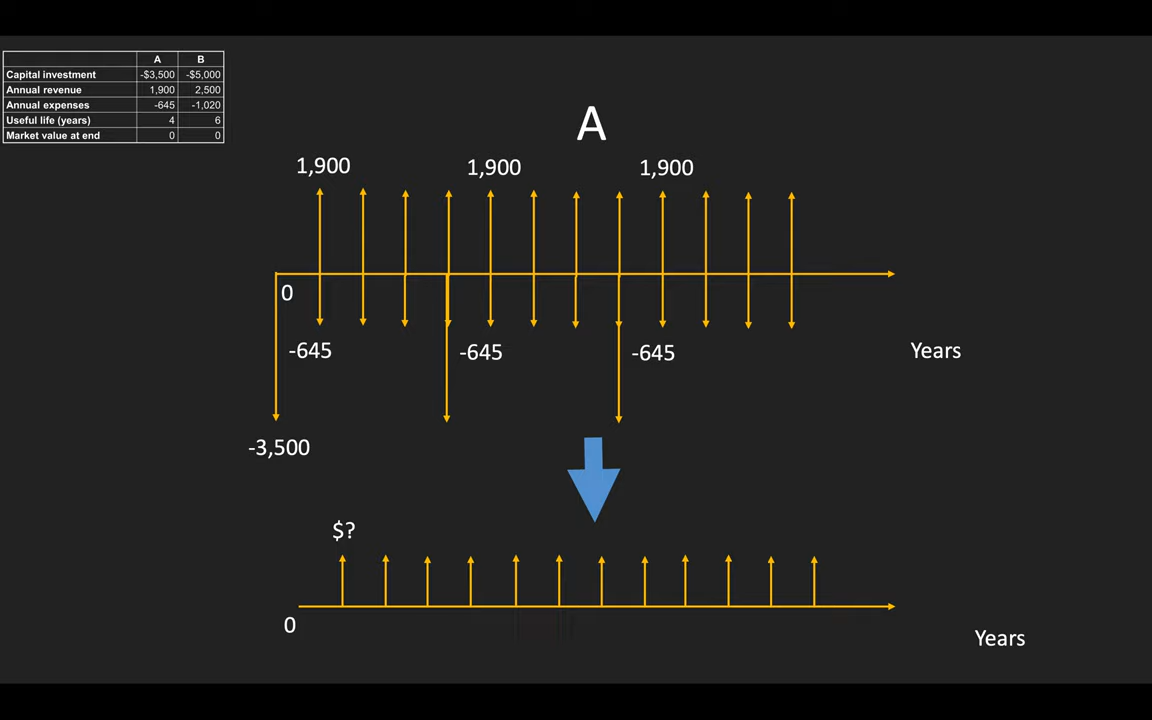 A B
Capital investment -$3,500 -$5,000
Annual revenue 1,900 2,500
Annual expenses -645 -1,020
Useful life (years) 4 6
Market value at end 0 0
A
1,900 1,900 1,900
0
-645 -645 -645
Years
-3,500
$?
0
Years